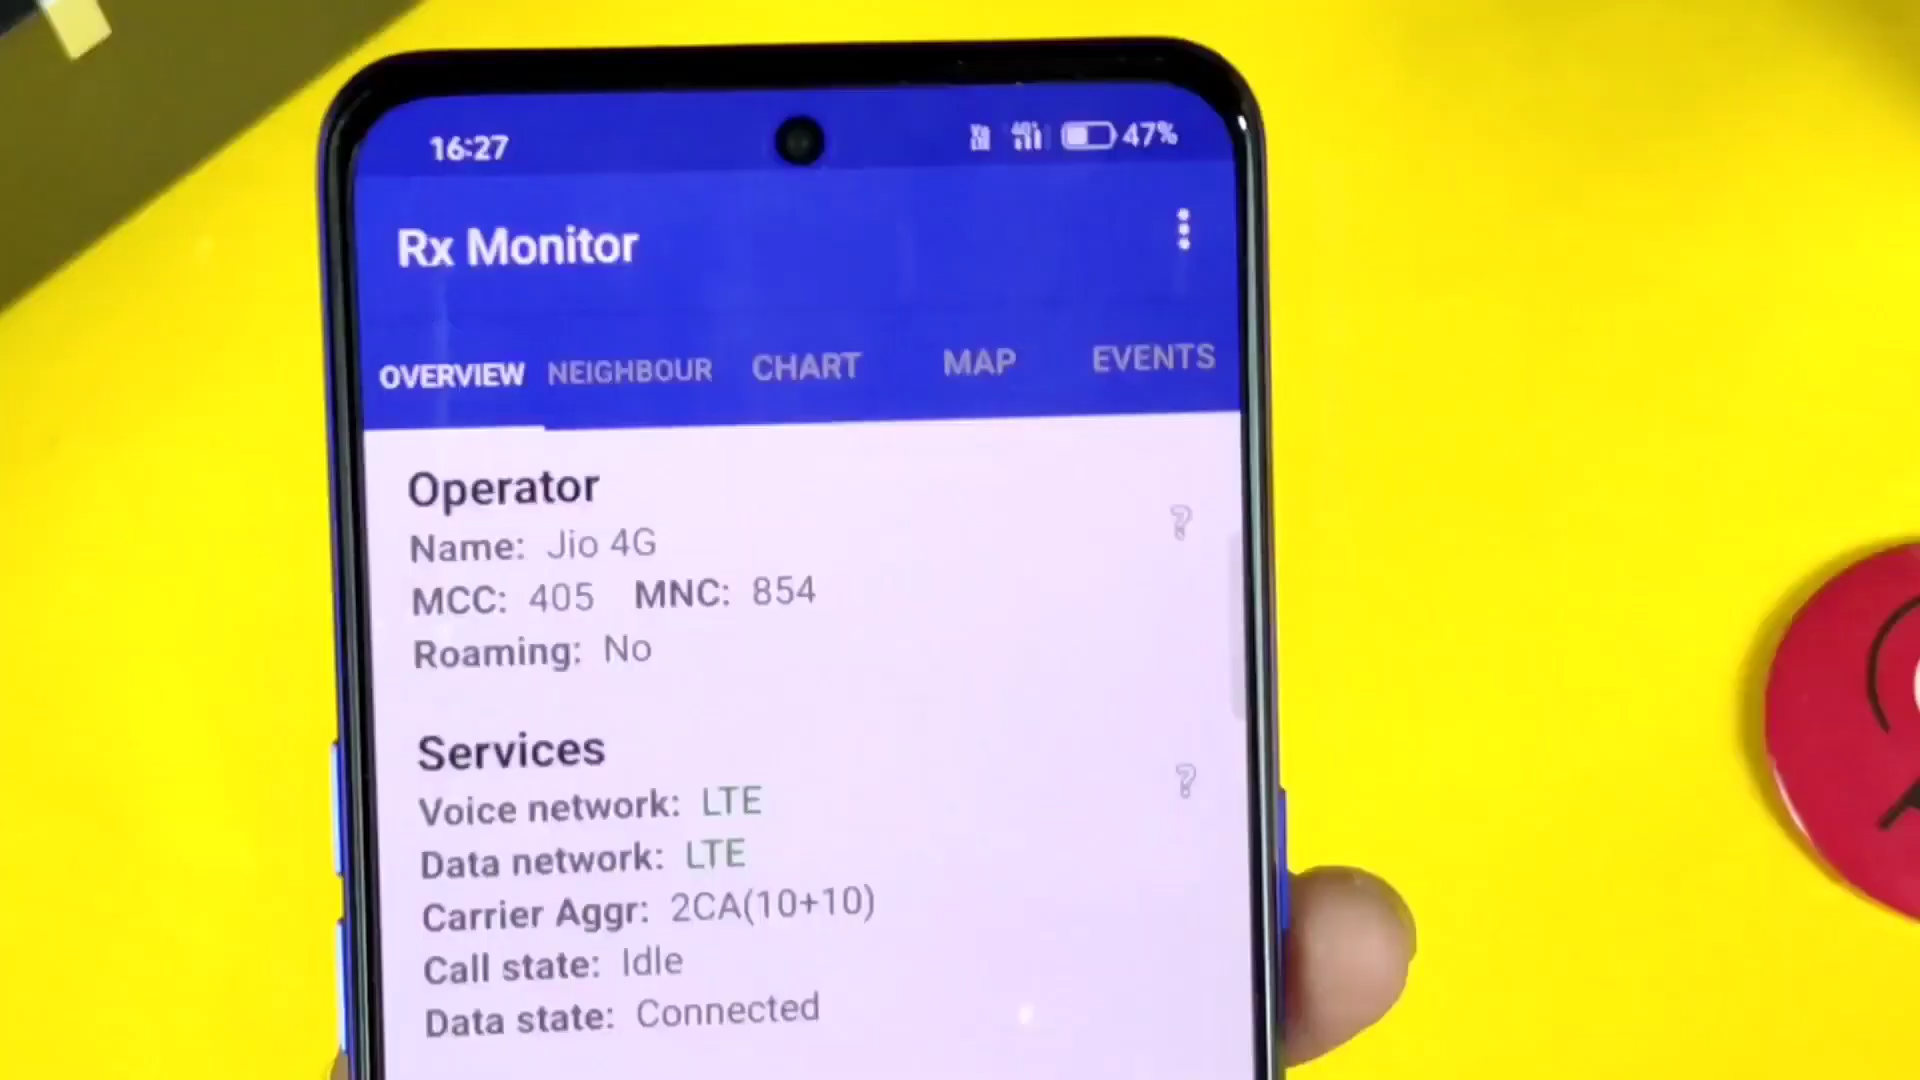 16:27 47%
Rx Monitor
OVERVIEW NEIGHBOUR CHART MAP EVENTS
Operator
?
Name: Jio 4G
MCC: 405 MNC: 854
Roaming: No
Services
?
Voice network: LTE
Data network: LTE
Carrier Aggr: 2CA(10+10)
Call state: Idle
Data state: Connected